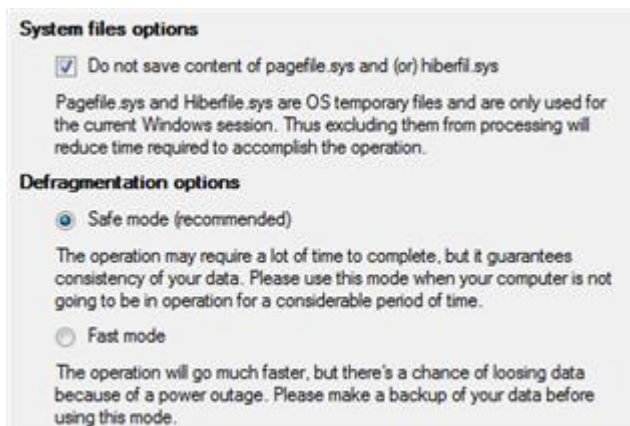 System files options
Do not save content of pagefile.sys and (or) hiberfil.sys
Pagefile.sys and Hiberfile.sys are OS temporary files and are only used for
the current Windows session. Thus excluding them from processing will
reduce time required to accomplish the operation.
Defragmentation options
Safe mode (recommended)
The operation may require a lot of time to complete, but it guarantees
consistency of your data. Please use this mode when your computer is not
going to be in operation for a considerable period of time.
Fast mode
The operation will go much faster, but there's a chance of loosing data
because of a power outage. Please make a backup of your data before
using this mode.